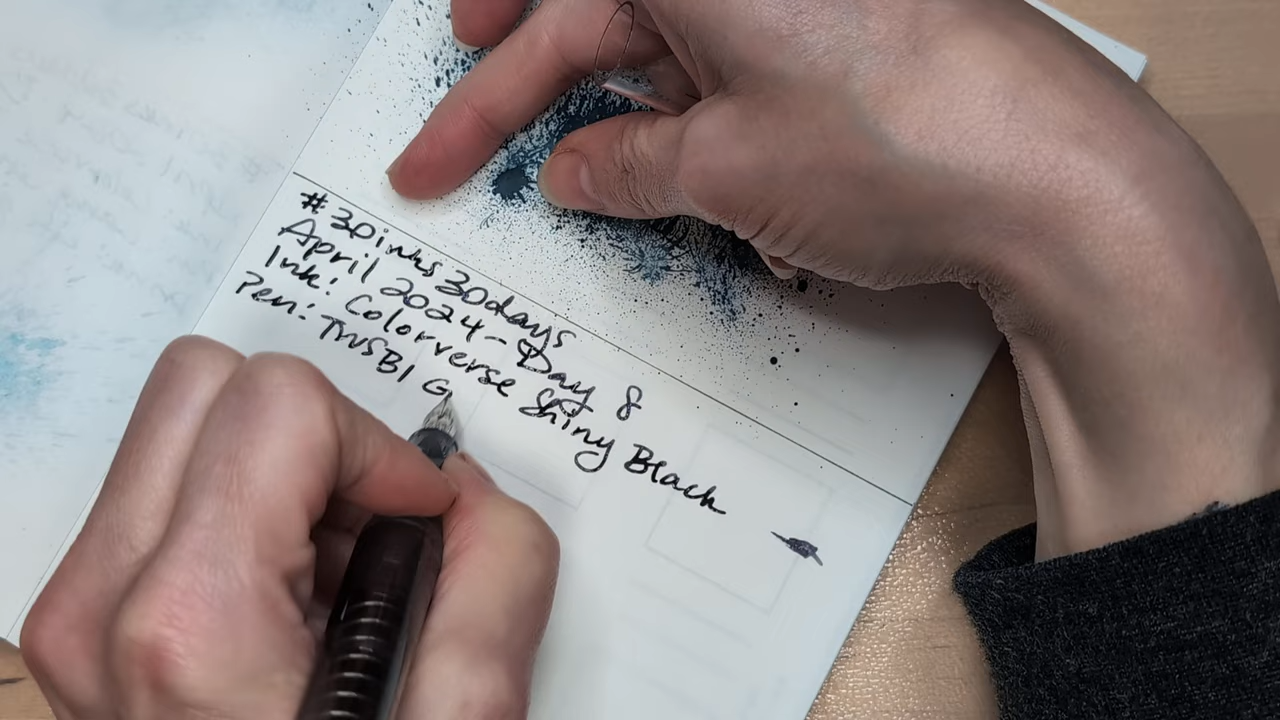 #30inks30days
April 2024 - Day 8
Ink: Colorverse Shiny Black
Pen: TWSBI G